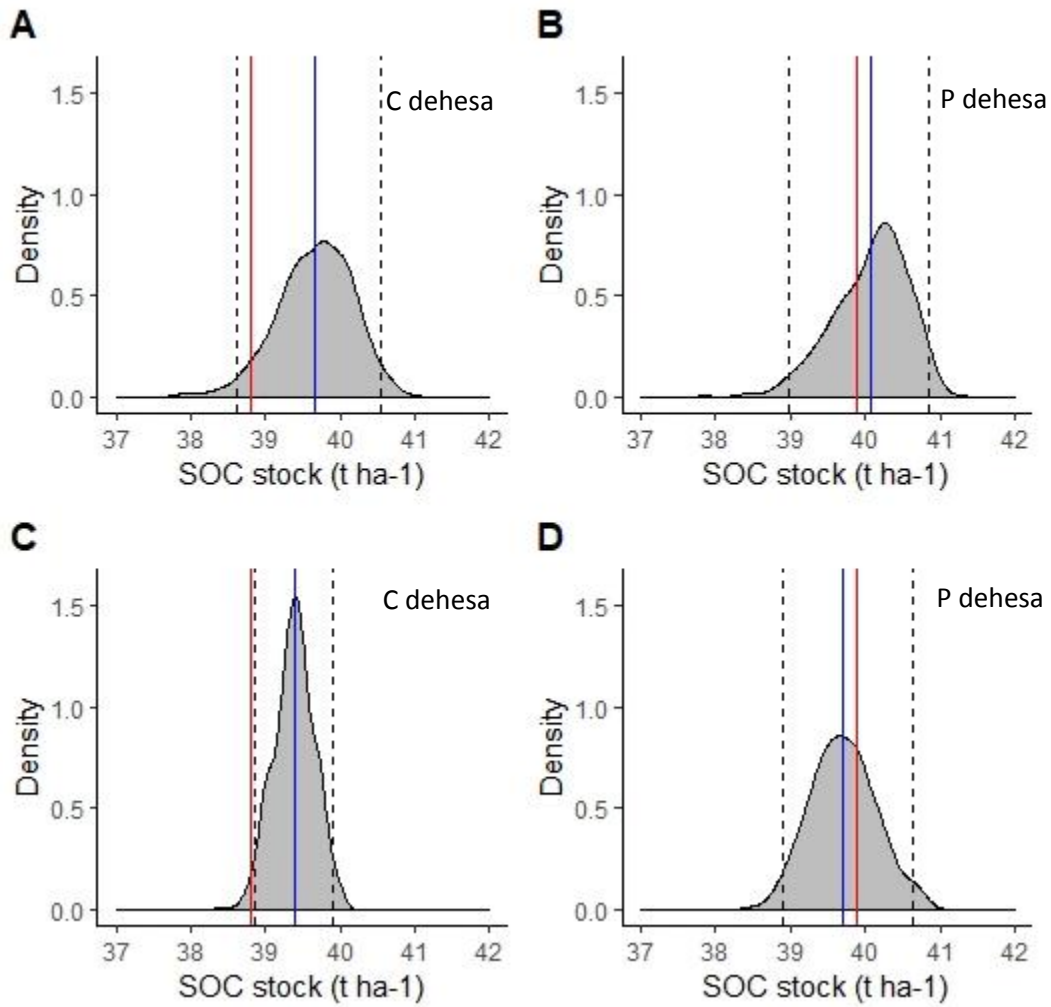 A
C dehesa
Density
1.5
1.0
0.5
0.0
37 38 39 40 41 42
SOC stock (t ha-1)
B
P dehesa
Density
1.5
1.0
0.5
0.0
37 38 39 40 41 42
SOC stock (t ha-1)
C
C dehesa
Density
1.5
1.0
0.5
0.0
37 38 39 40 41 42
SOC stock (t ha-1)
D
P dehesa
Density
1.5
1.0
0.5
0.0
37 38 39 40 41 42
SOC stock (t ha-1)